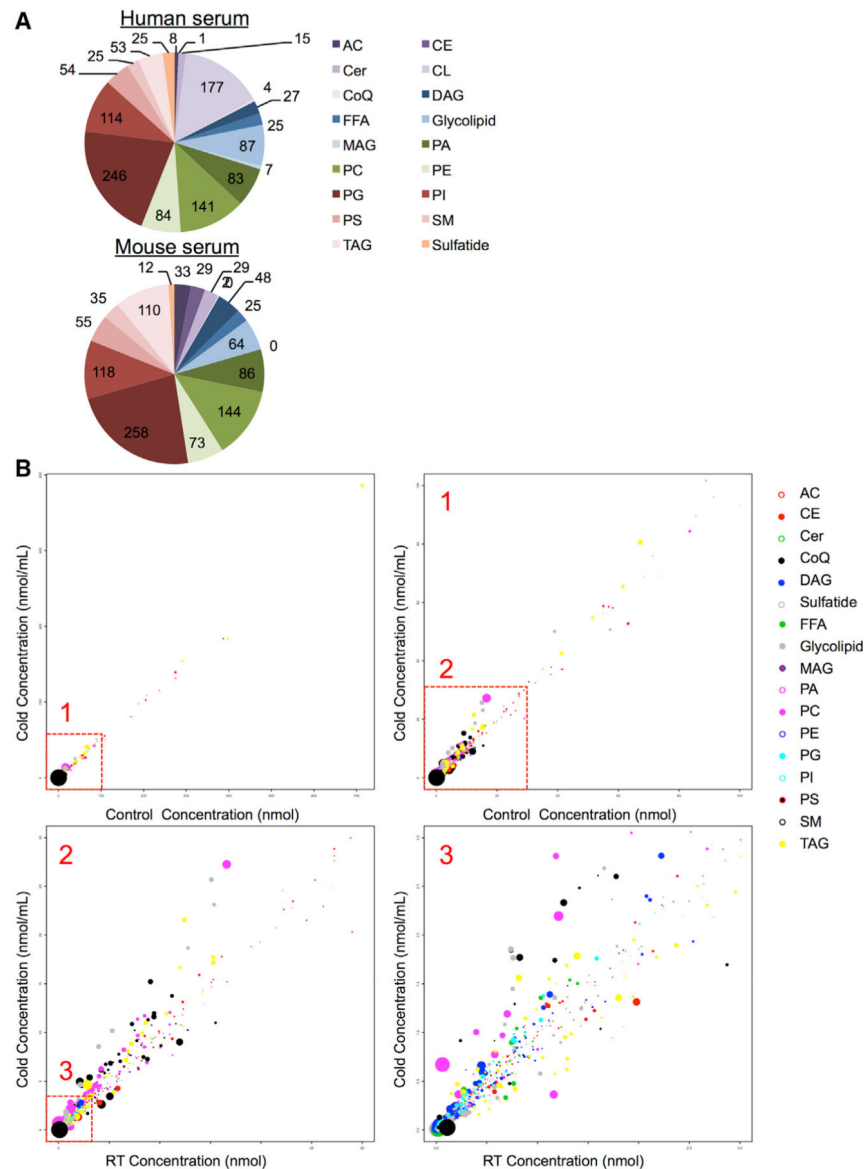 A
Human serum
8 1 15
25 53 25
54
177
4
27
25
114
87
7
246
83
84
141
AC CE
Cer CL
CoQ DAG
FFA Glycolipid
MAG PA
PC PE
PG PI
PS SM
TAG Sulfatide
Mouse serum
12 33 29 29
0
48
25
35
110
55
64
0
118
86
144
258
73
B
1
Cold Concentration (nmol/mL)
Control Concentration (nmol)
1
2
Cold Concentration (nmol/mL)
Control Concentration (nmol)
AC
CE
Cer
CoQ
DAG
Sulfatide
FFA
Glycolipid
MAG
PA
PC
PE
PG
PI
PS
SM
TAG
2
3
Cold Concentration (nmol/mL)
RT Concentration (nmol)
3
Cold Concentration (nmol/mL)
RT Concentration (nmol)